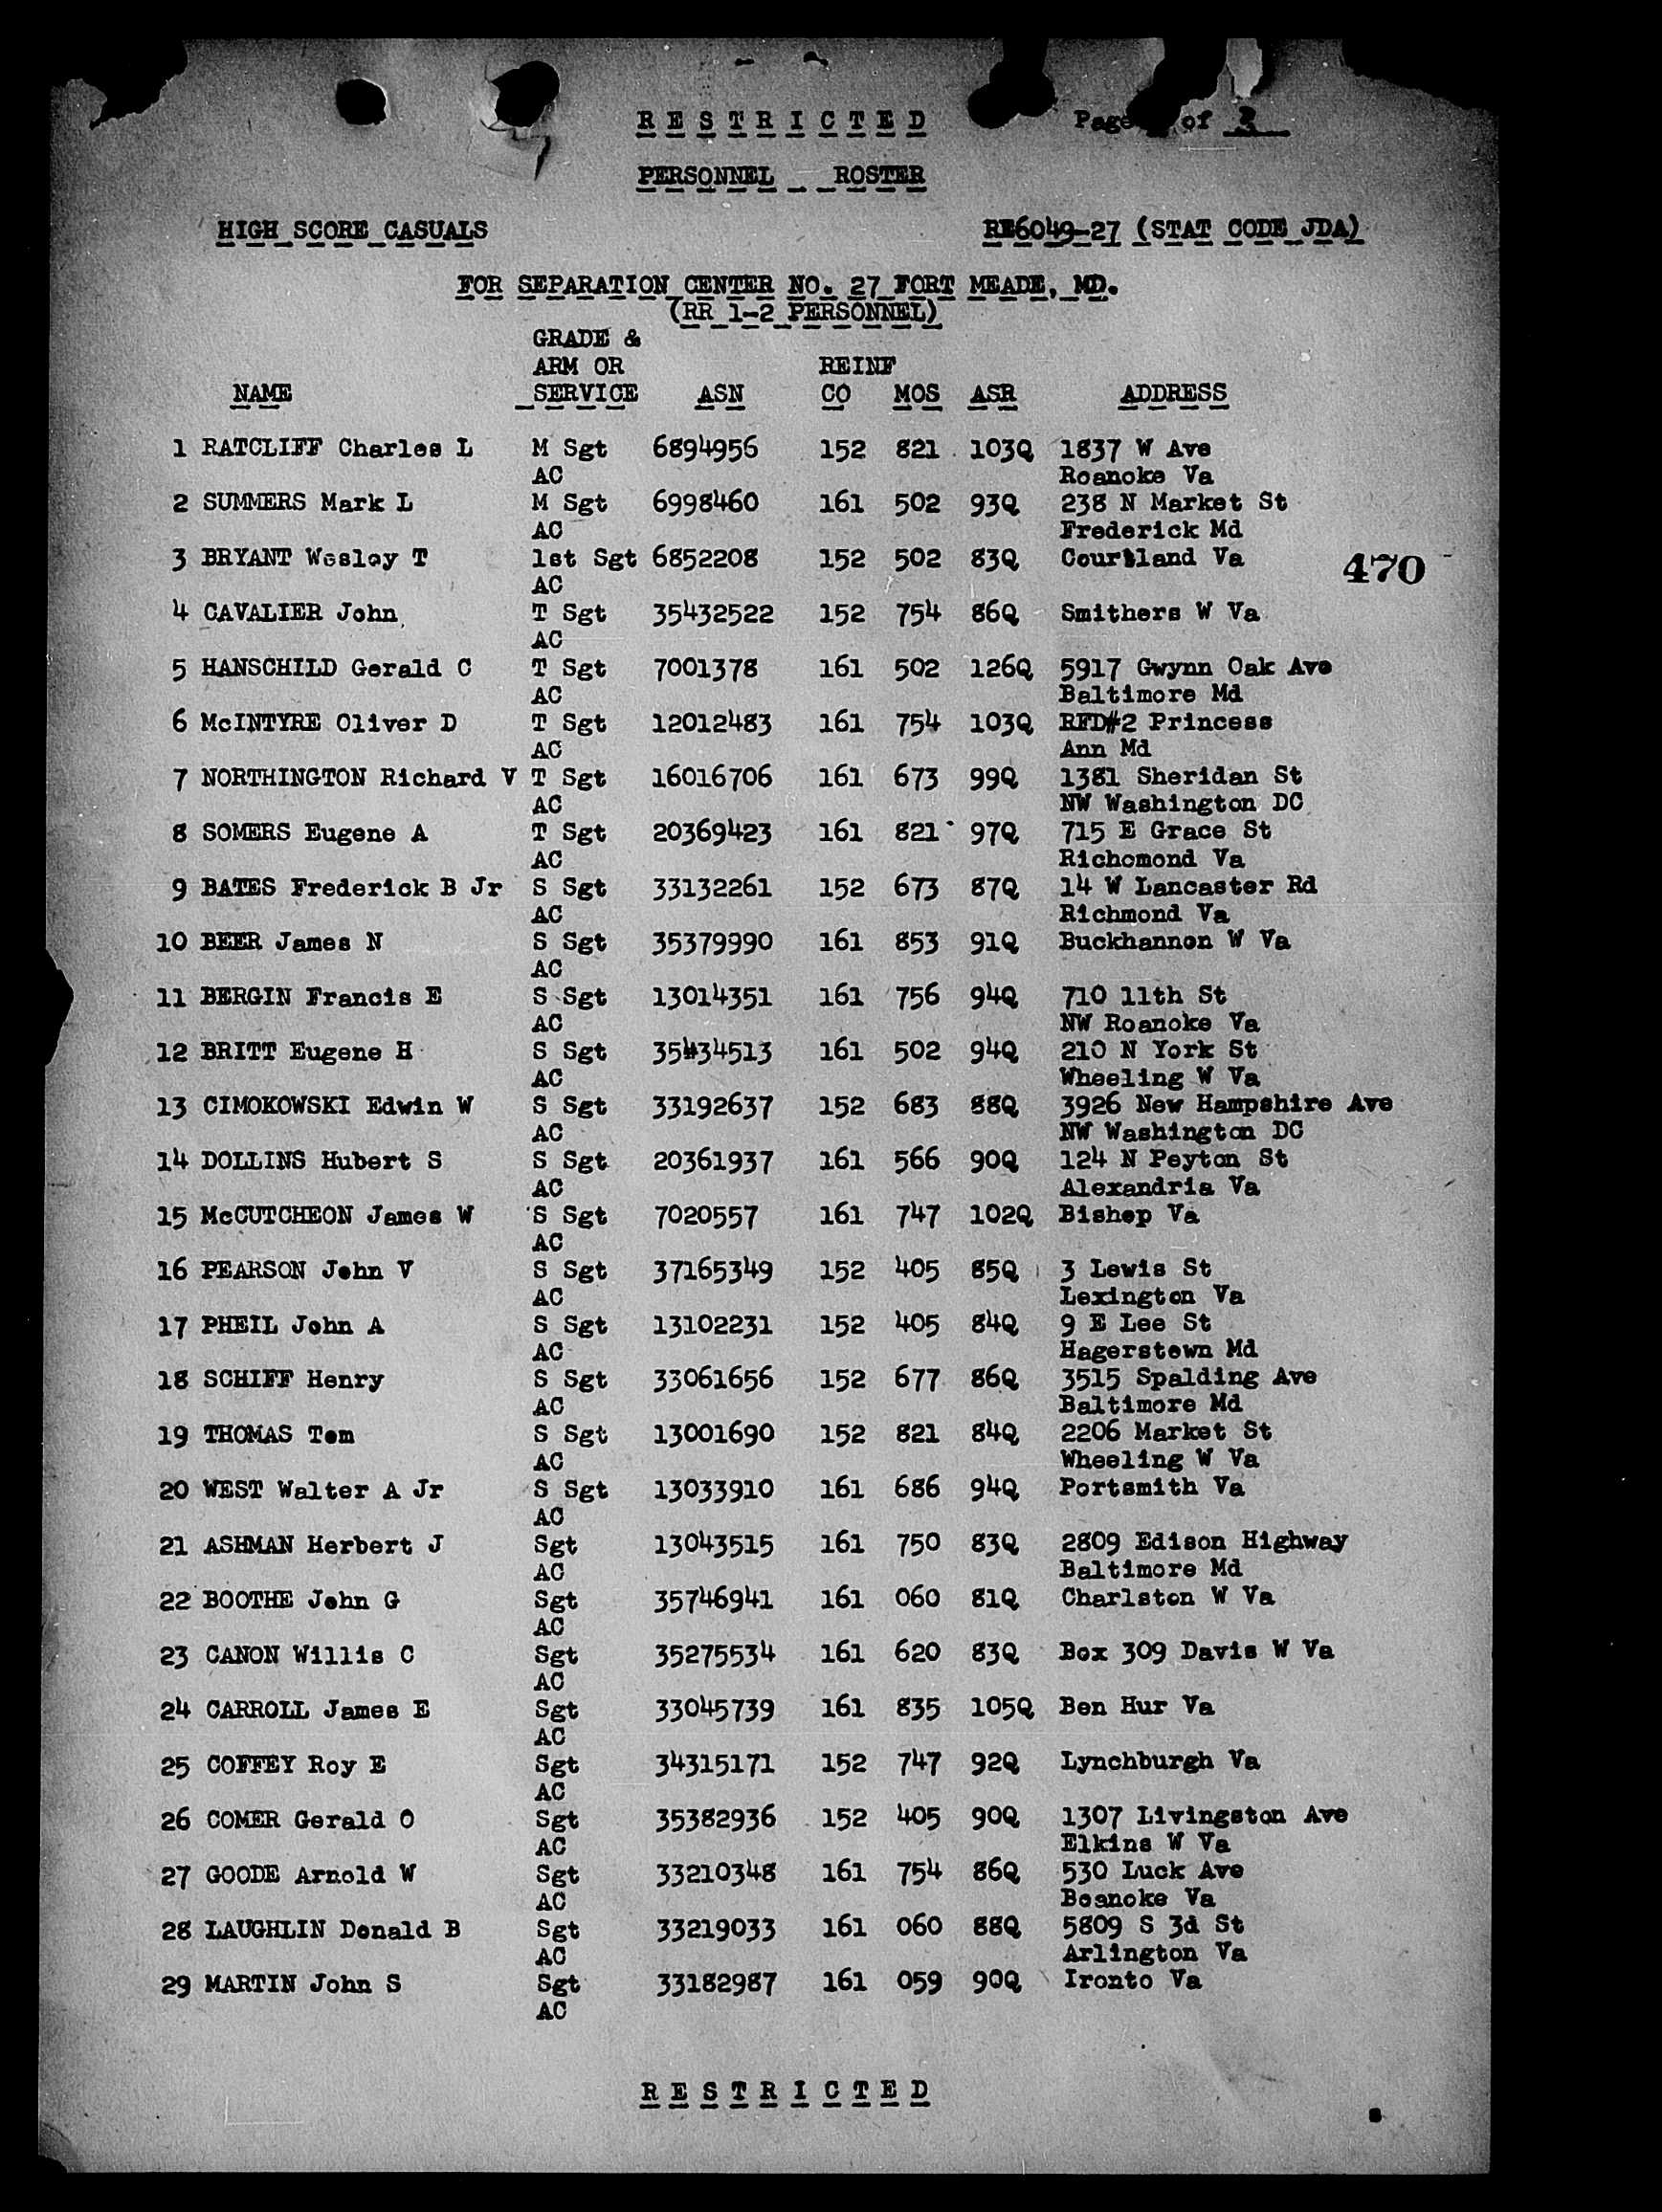 RESTRICTED Page of 3
PERSONNEL ROSTER
HIGH SCORE CASUALS RE6049-27 (STAT CODE JDA)
FOR SEPARATION CENTER NO. 27 FORT MEADE, MD.
(RR 1-2 PERSONNEL)
GRADE &
ARM OR REINF
NAME SERVICE ASN CO MOS ASR ADDRESS
1 RATCLIFF Charles L M Sgt 6894956 152 821 103Q 1837 W Ave
AC Roanoke Va
2 SUMMERS Mark L M Sgt 6998460 161 502 93Q 238 N Market St
AC Frederick Md
3 BRYANT Wesley T 1st Sgt 6852208 152 502 83Q Courtland Va
AC
470
4 CAVALIER John T Sgt 35432522 152 754 86Q Smithers W Va
AC
5 HANSCHILD Gerald C T Sgt 7001378 161 502 126Q 5917 Gwynn Oak Ave
AC Baltimore Md
6 McINTYRE Oliver D T Sgt 12012483 161 754 103Q RFD#2 Princess
AC Ann Md
7 NORTHINGTON Richard V T Sgt 16016706 161 673 99Q 1381 Sheridan St
AC NW Washington DC
8 SOMERS Eugene A T Sgt 20369423 161 821 97Q 715 E Grace St
AC Richomond Va
9 BATES Frederick B Jr S Sgt 33132261 152 673 87Q 14 W Lancaster Rd
AC Richmond Va
10 BEER James N S Sgt 35379990 161 853 91Q Buckhannon W Va
AC
11 BERGIN Francis E S Sgt 13014351 161 756 94Q 710 11th St
AC NW Roanoke Va
12 BRITT Eugene H S Sgt 35434513 161 502 94Q 210 N York St
AC Wheeling W Va
13 CIMOKOWSKI Edwin W S Sgt 33192637 152 683 88Q 3926 New Hampshire Ave
AC NW Washington DC
14 DOLLINS Hubert S S Sgt 20361937 161 566 90Q 124 N Peyton St
AC Alexandria Va
15 McCUTCHEON James W S Sgt 7020557 161 747 102Q Bishop Va
AC
16 PEARSON John V S Sgt 37165349 152 405 85Q 3 Lewis St
AC Lexington Va
17 PHEIL John A S Sgt 13102231 152 405 84Q 9 E Lee St
AC Hagerstown Md
18 SCHIFF Henry S Sgt 33061656 152 677 86Q 3515 Spalding Ave
AC Baltimore Md
19 THOMAS Tom S Sgt 13001690 152 821 84Q 2206 Market St
AC Wheeling W Va
20 WEST Walter A Jr S Sgt 13033910 161 686 94Q Portsmith Va
AC
21 ASHMAN Herbert J Sgt 13043515 161 750 83Q 2809 Edison Highway
AC Baltimore Md
22 BOOTHE John G Sgt 35746941 161 060 81Q Charlston W Va
AC
23 CANON Willis C Sgt 35275534 161 620 83Q Box 309 Davis W Va
AC
24 CARROLL James E Sgt 33045739 161 835 105Q Ben Hur Va
AC
25 COFFEY Roy E Sgt 34315171 152 747 92Q Lynchburgh Va
AC
26 COMER Gerald O Sgt 35382936 152 405 90Q 1307 Livingston Ave
AC Elkins W Va
27 GOODE Arnold W Sgt 33210348 161 754 86Q 530 Luck Ave
AC Boanoke Va
28 LAUGHLIN Donald B Sgt 33219033 161 060 88Q 5809 S 3d St
AC Arlington Va
29 MARTIN John S Sgt 33182987 161 059 90Q Ironto Va
AC
RESTRICTED